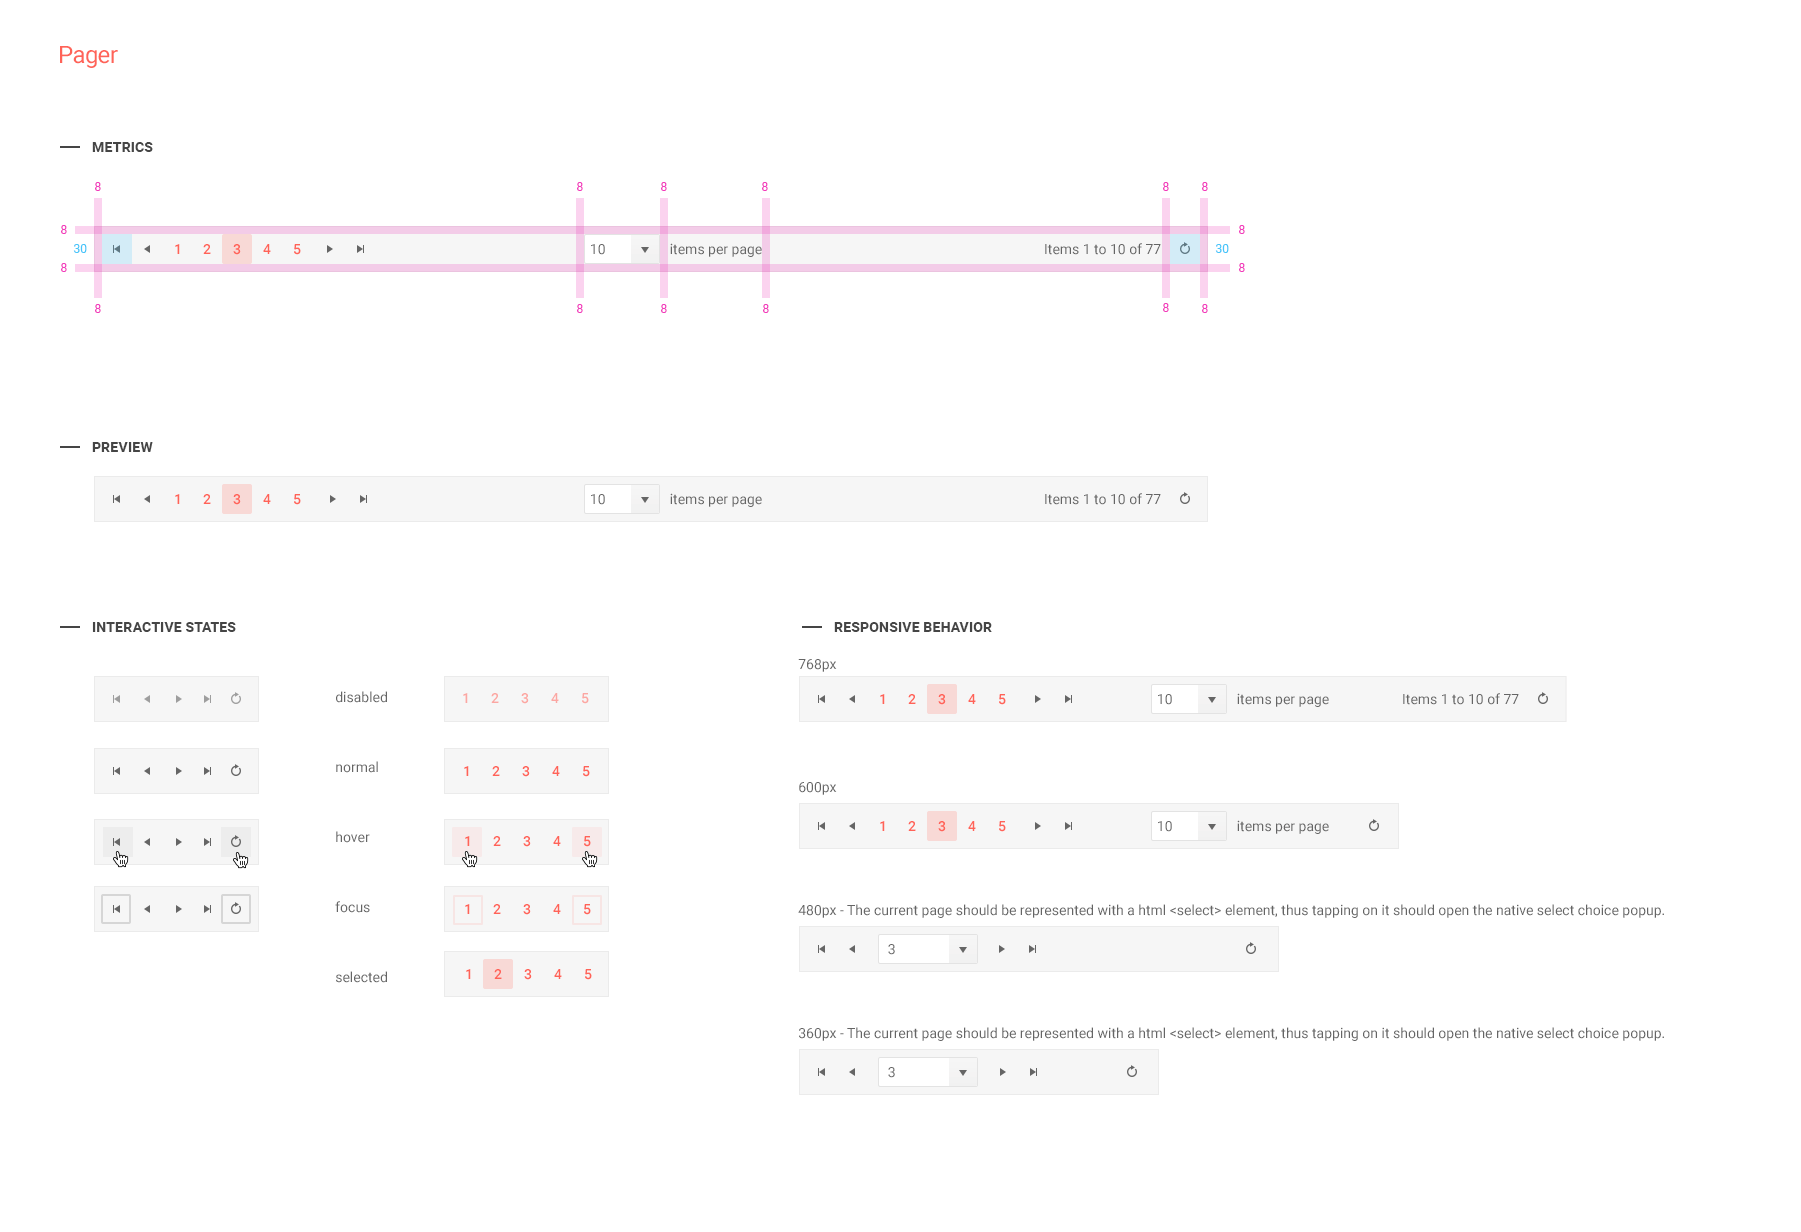 Pager
METRICS
8 8 8 8 8 8
8 8
30 1 2 3 4 5 10 items per page Items 1 to 10 of 77 30
8 8
8 8 8 8 8 8
PREVIEW
1 2 3 4 5 10 items per page Items 1 to 10 of 77
INTERACTIVE STATES
disabled 1 2 3 4 5
normal 1 2 3 4 5
hover 1 2 3 4 5
focus 1 2 3 4 5
selected 1 2 3 4 5
RESPONSIVE BEHAVIOR
768px
1 2 3 4 5 10 items per page Items 1 to 10 of 77
600px
1 2 3 4 5 10 items per page
480px - The current page should be represented with a html <select> element, thus tapping on it should open the native select choice popup.
3
360px - The current page should be represented with a html <select> element, thus tapping on it should open the native select choice popup.
3